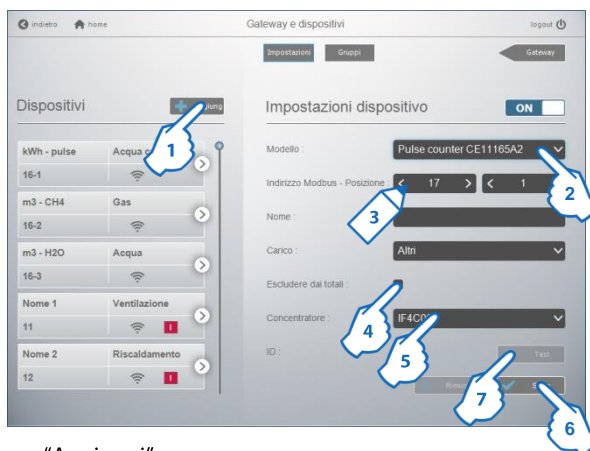 indietro home Gateway e dispositivi logout
Impostazioni Gruppi Gateway
Dispositivi
Impostazioni dispositivo ON
1
kWh - pulse
16-1
m3 - CH4 Gas
16-2
m3 - H2O Acqua
16-3
Nome 1 Ventilazione
11 I
Nome 2 Riscaldamento
12 I
Modello : Pulse counter CE11165A2
2
Indirizzo Modbus - Posizione : < 17 > < 1
3
Nome :
Carico : Altri
Escludere dai totali :
4
Concentratore :
5
ID : Test
7
6